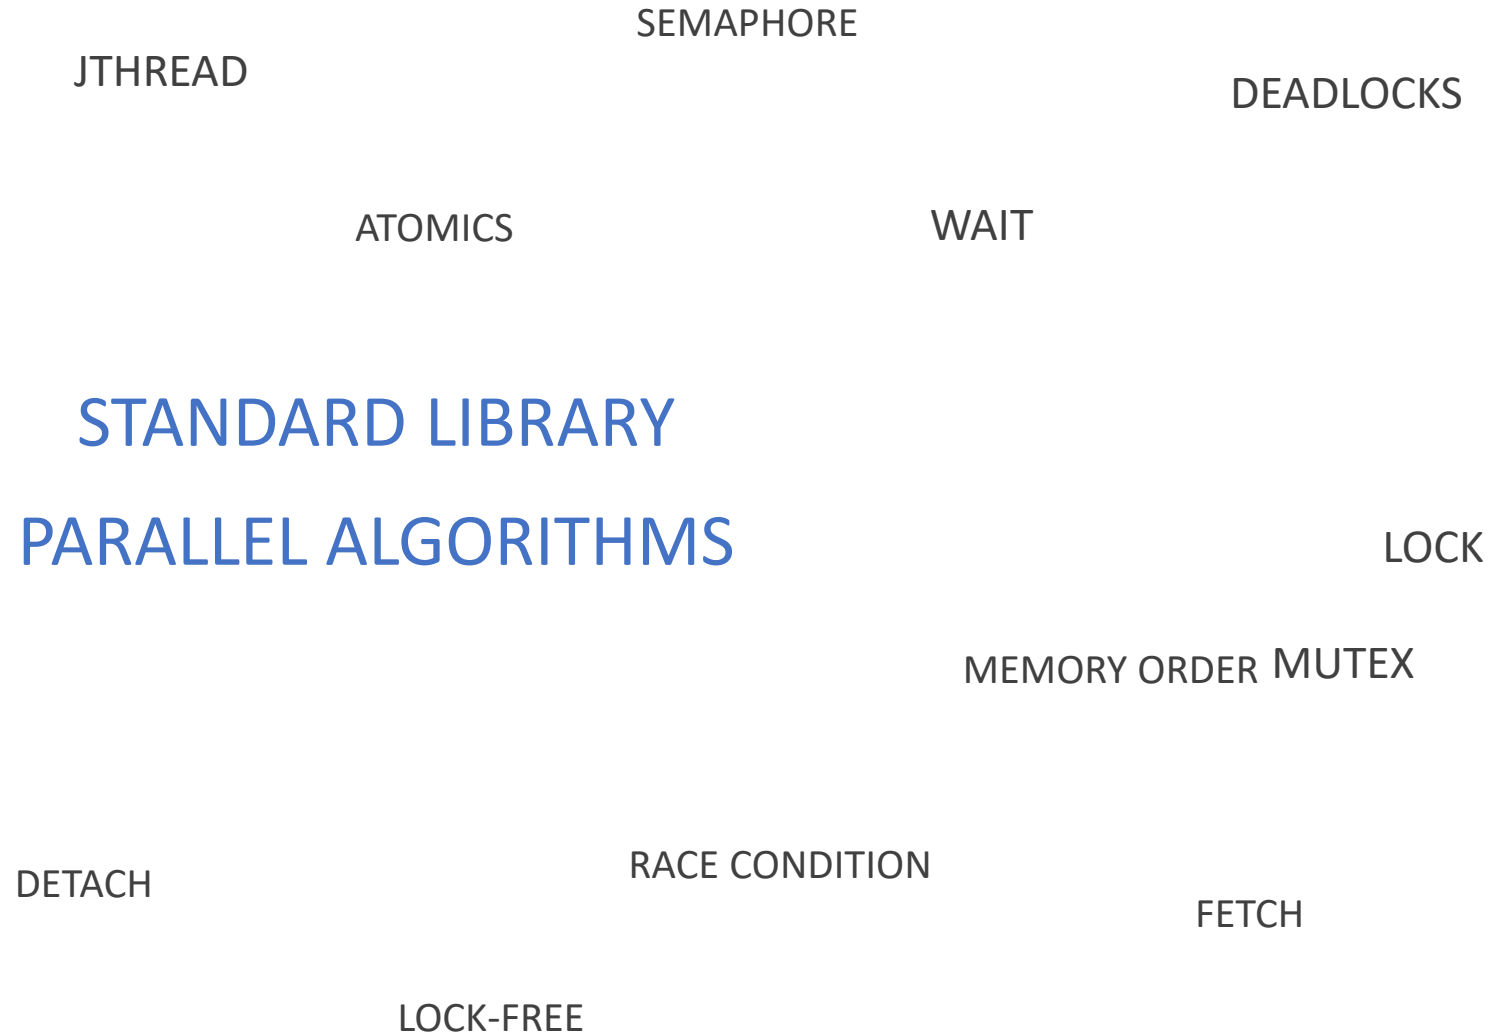 SEMAPHORE
JTHREAD
DEADLOCKS
ATOMICS
WAIT
STANDARD LIBRARY
PARALLEL ALGORITHMS
LOCK
MEMORY ORDER MUTEX
RACE CONDITION
DETACH
FETCH
LOCK-FREE